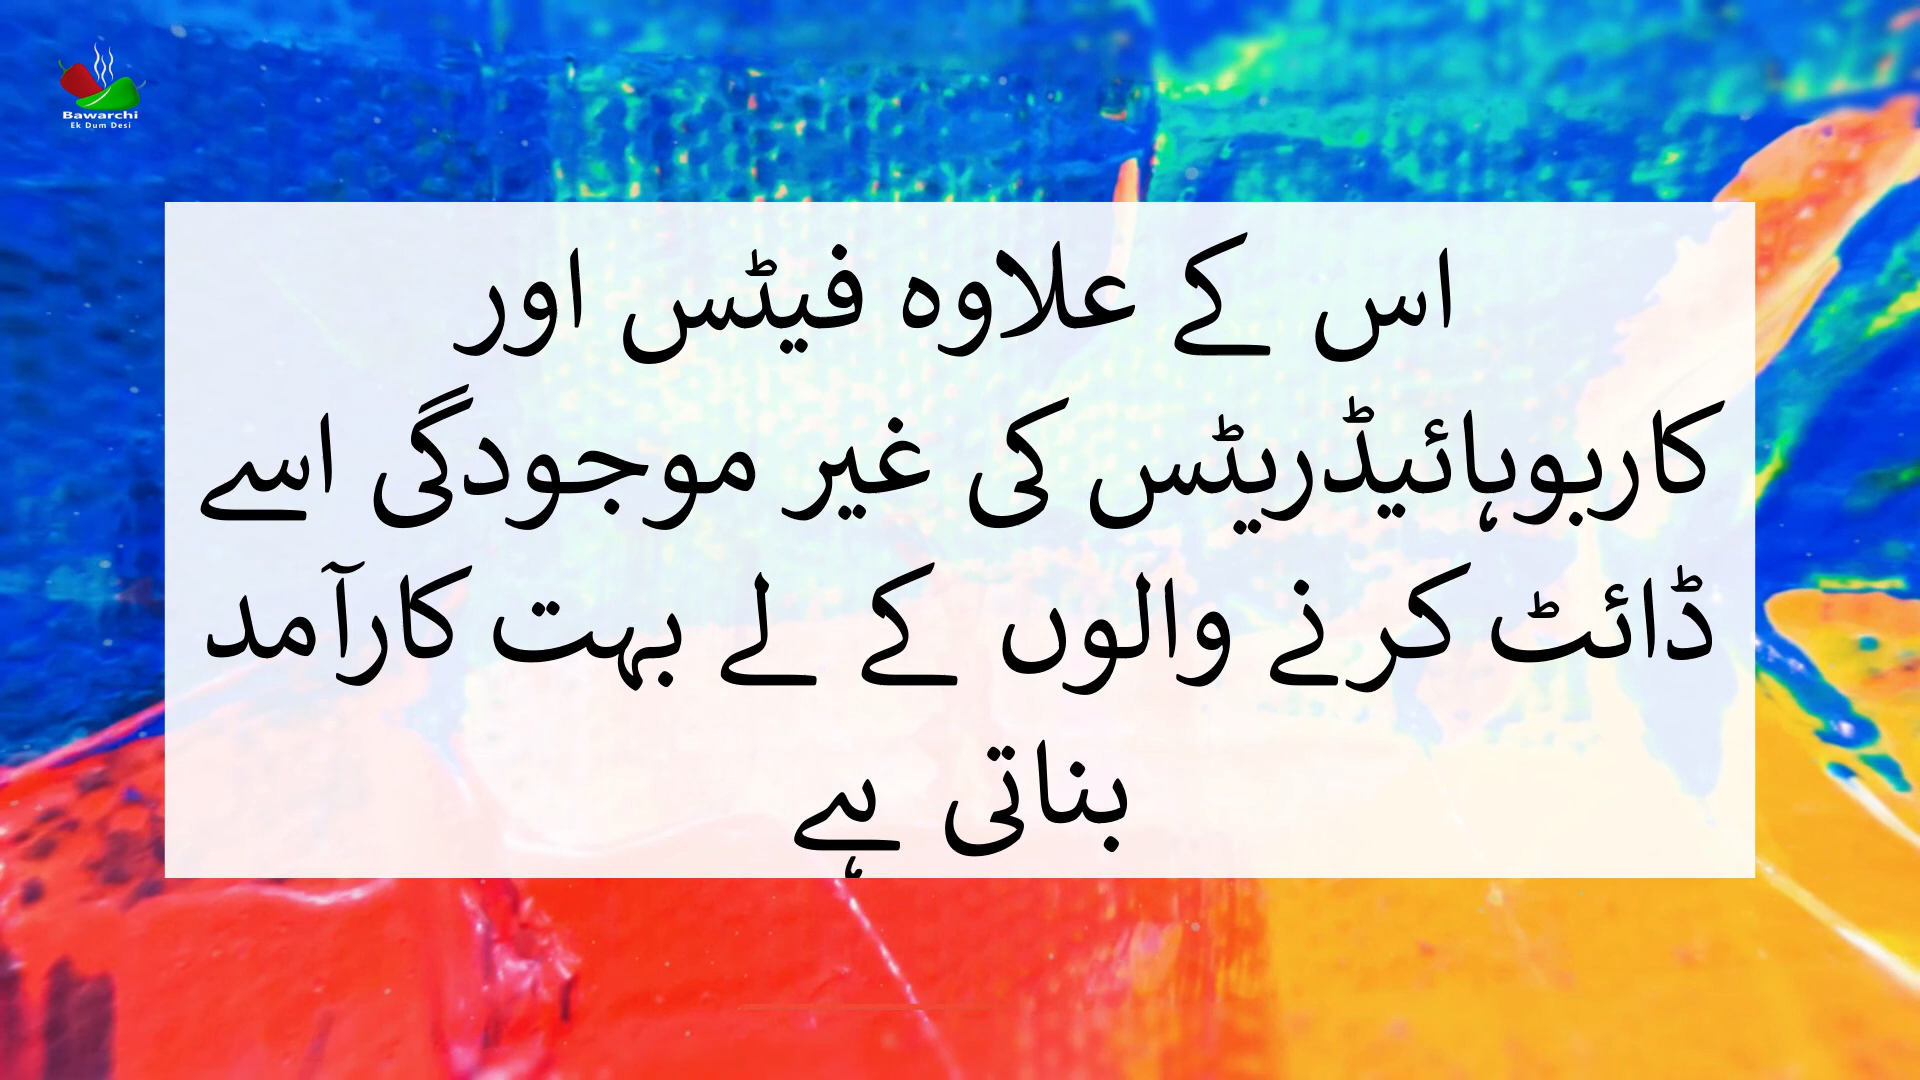 Bawarchi
Ek Dum Desi
اس کے علاوہ فیٹس اور
کاربوہائیڈریٹس کی غیر موجودگی اسے
ڈائٹ کرنے والوں کے لے بہت کارآمد
بناتی ہے